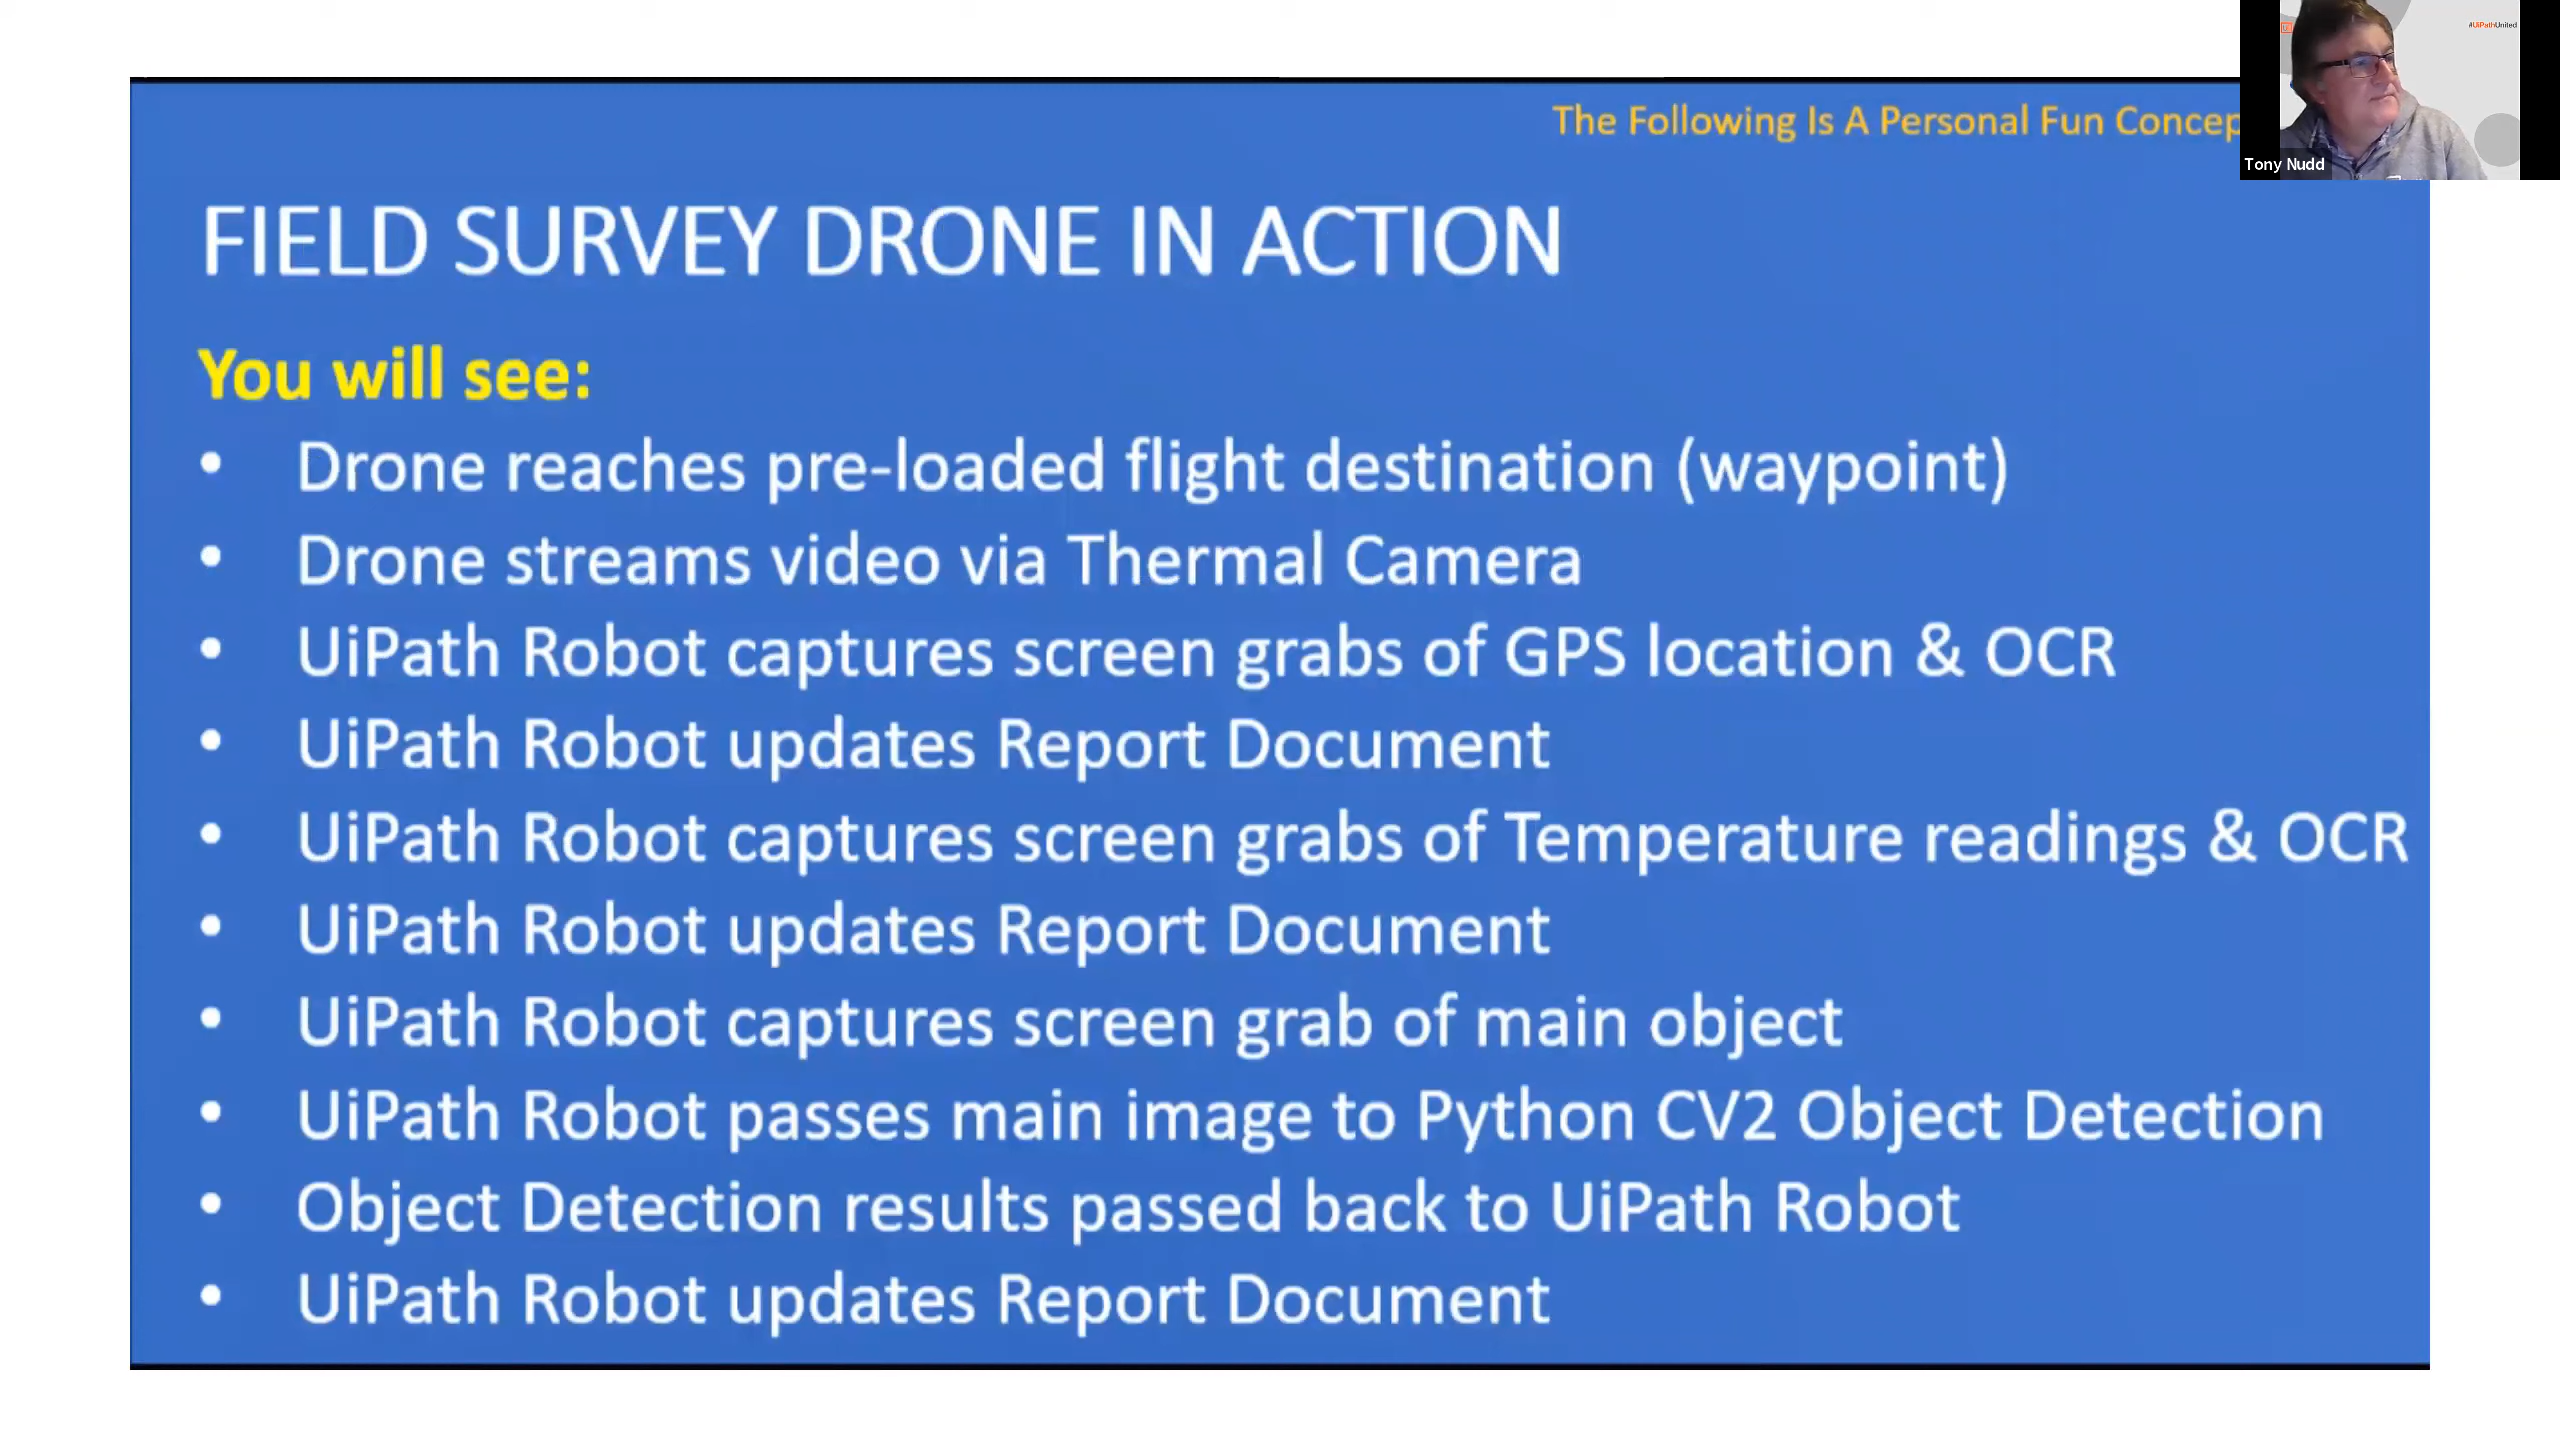 #UiPathUnited
The Following Is A Personal Fun Concep
Tony Nudd
FIELD SURVEY DRONE IN ACTION
You will see:
• Drone reaches pre-loaded flight destination (waypoint)
• Drone streams video via Thermal Camera
• UiPath Robot captures screen grabs of GPS location & OCR
• UiPath Robot updates Report Document
• UiPath Robot captures screen grabs of Temperature readings & OCR
• UiPath Robot updates Report Document
• UiPath Robot captures screen grab of main object
• UiPath Robot passes main image to Python CV2 Object Detection
• Object Detection results passed back to UiPath Robot
• UiPath Robot updates Report Document